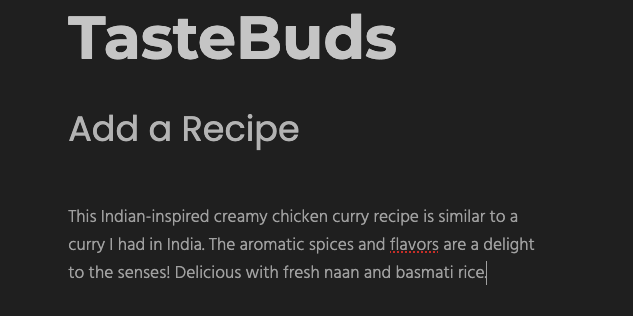 TasteBuds
Add a Recipe
This Indian-inspired creamy chicken curry recipe is similar to a
curry I had in India. The aromatic spices and flavors are a delight
to the senses! Delicious with fresh naan and basmati rice.